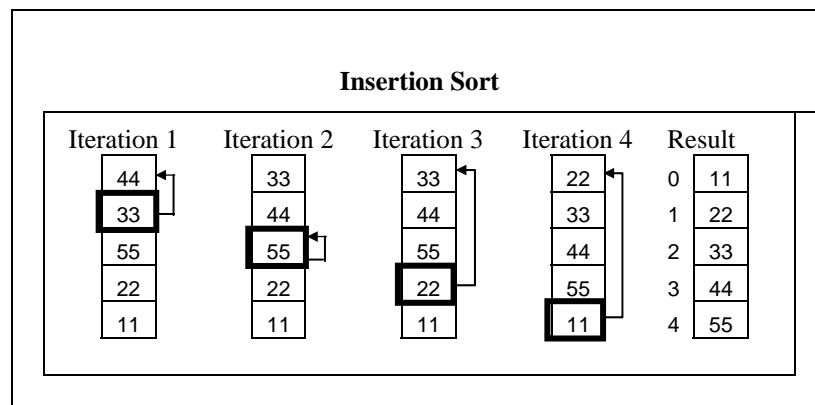 Insertion Sort
Iteration 1 Iteration 2 Iteration 3 Iteration 4 Result
44 33 33 22 0 11
33 44 44 33 1 22
55 55 55 44 2 33
22 22 22 55 3 44
11 11 11 11 4 55